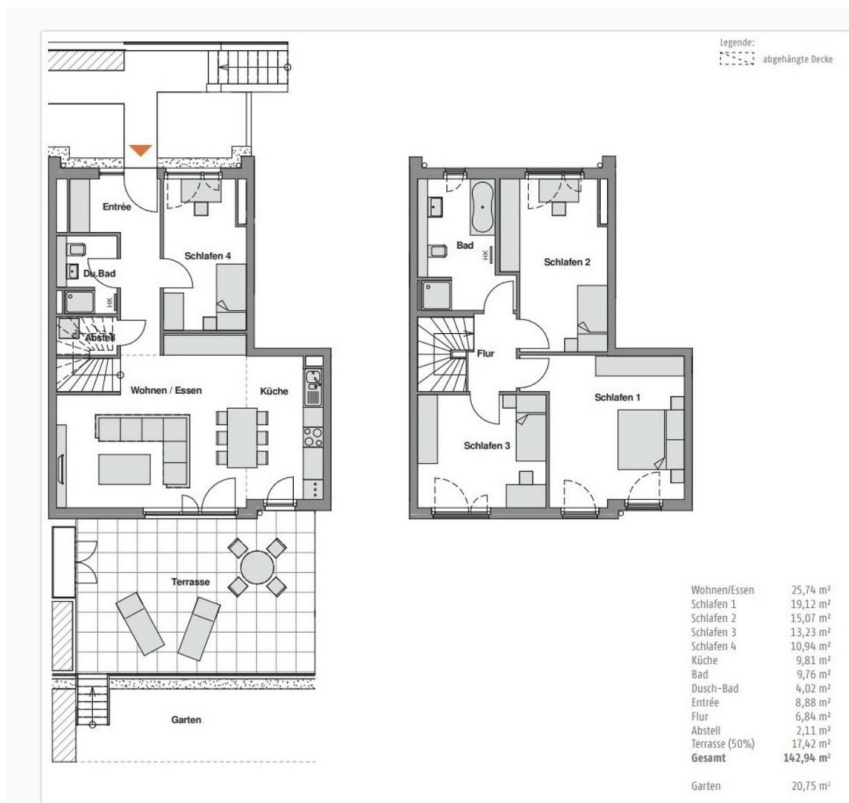 Legende:
abgehängte Decke
Entrée
Schlafen 4
Du.Bad
HK
Abstell
Wohnen / Essen
Küche
Terrasse
Garten
Bad
HK
Schlafen 2
Flur
Schlafen 1
Schlafen 3
Wohnen/Essen 25,74 m²
Schlafen 1 19,12 m²
Schlafen 2 15,07 m²
Schlafen 3 13,23 m²
Schlafen 4 10,94 m²
Küche 9,81 m²
Bad 9,76 m²
Dusch-Bad 4,02 m²
Entrée 8,88 m²
Flur 6,84 m²
Abstell 2,11 m²
Terrasse (50%) 17,42 m²
Gesamt 142,94 m²
Garten 20,75 m²